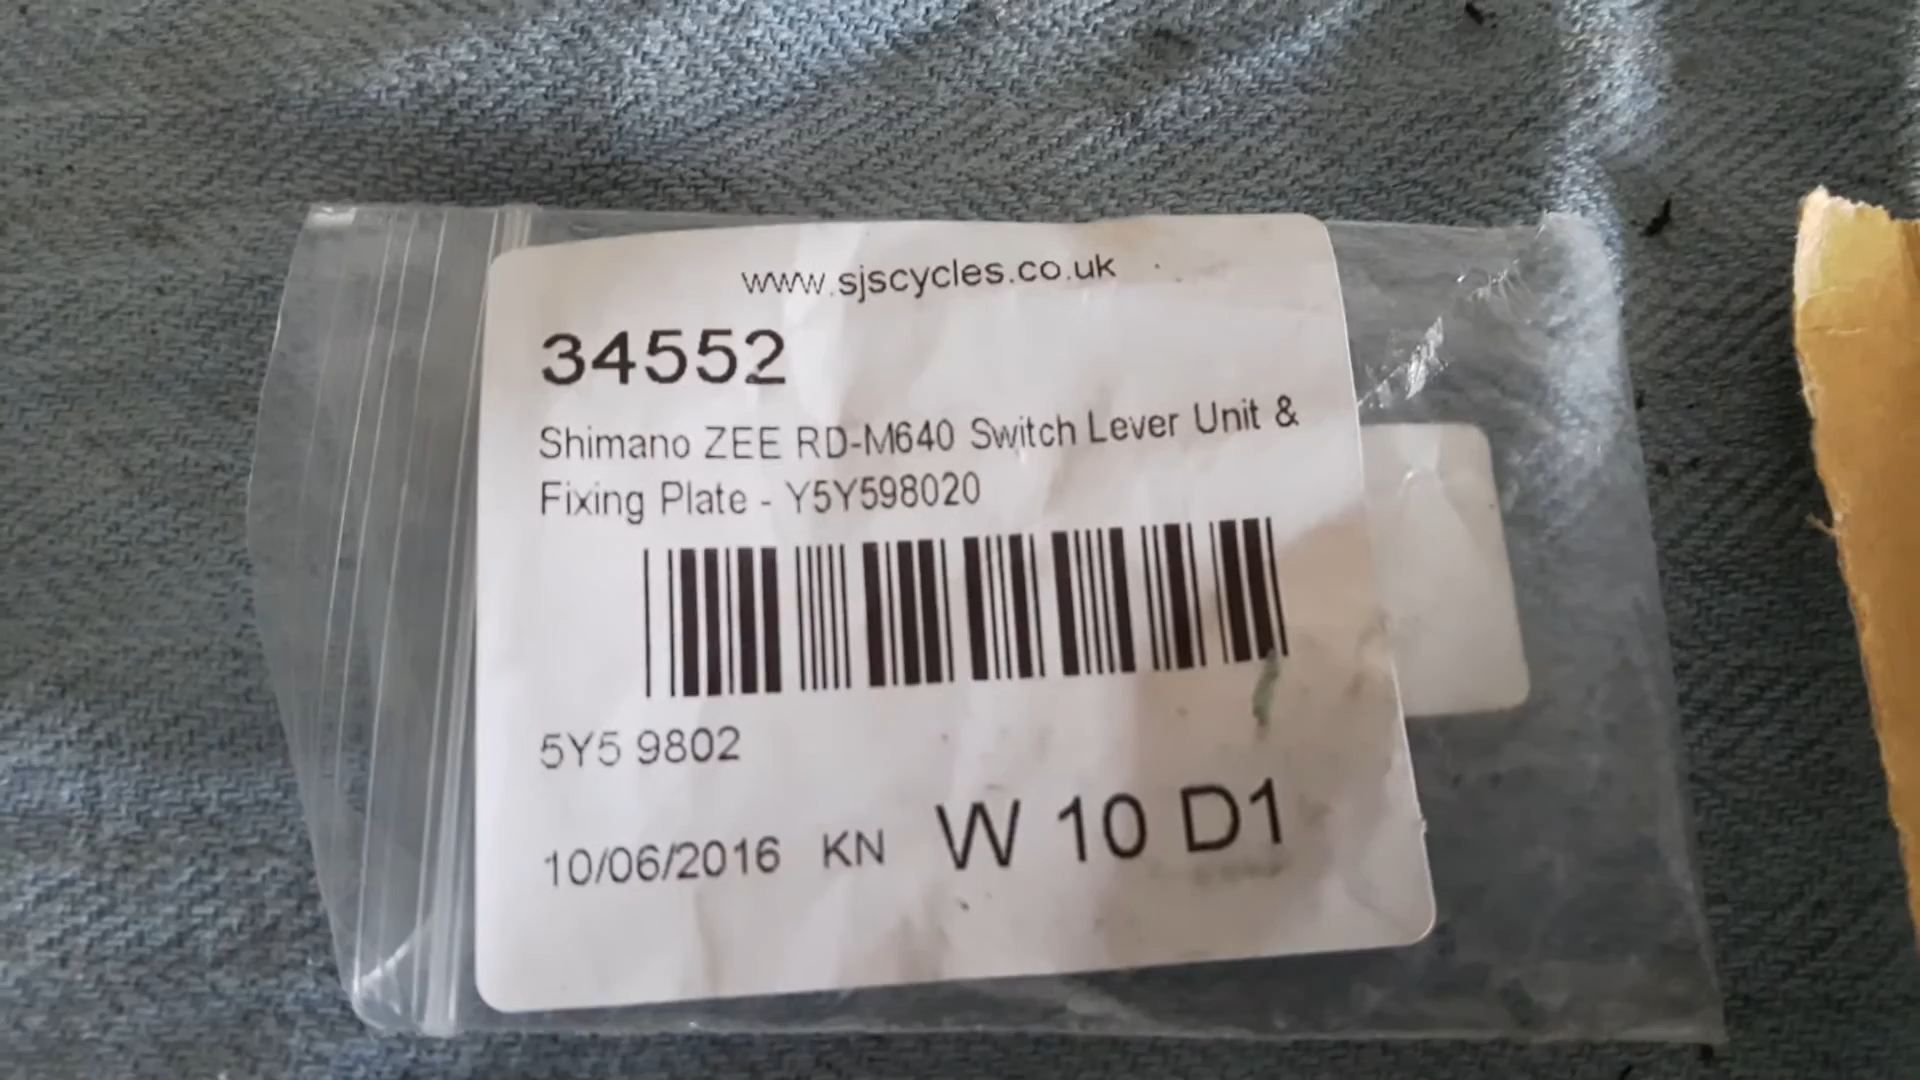 www.sjscycles.co.uk
34552
Shimano ZEE RD-M640 Switch Lever Unit &
Fixing Plate - Y5Y598020
5Y5 9802
10/06/2016 KN W 10 D1